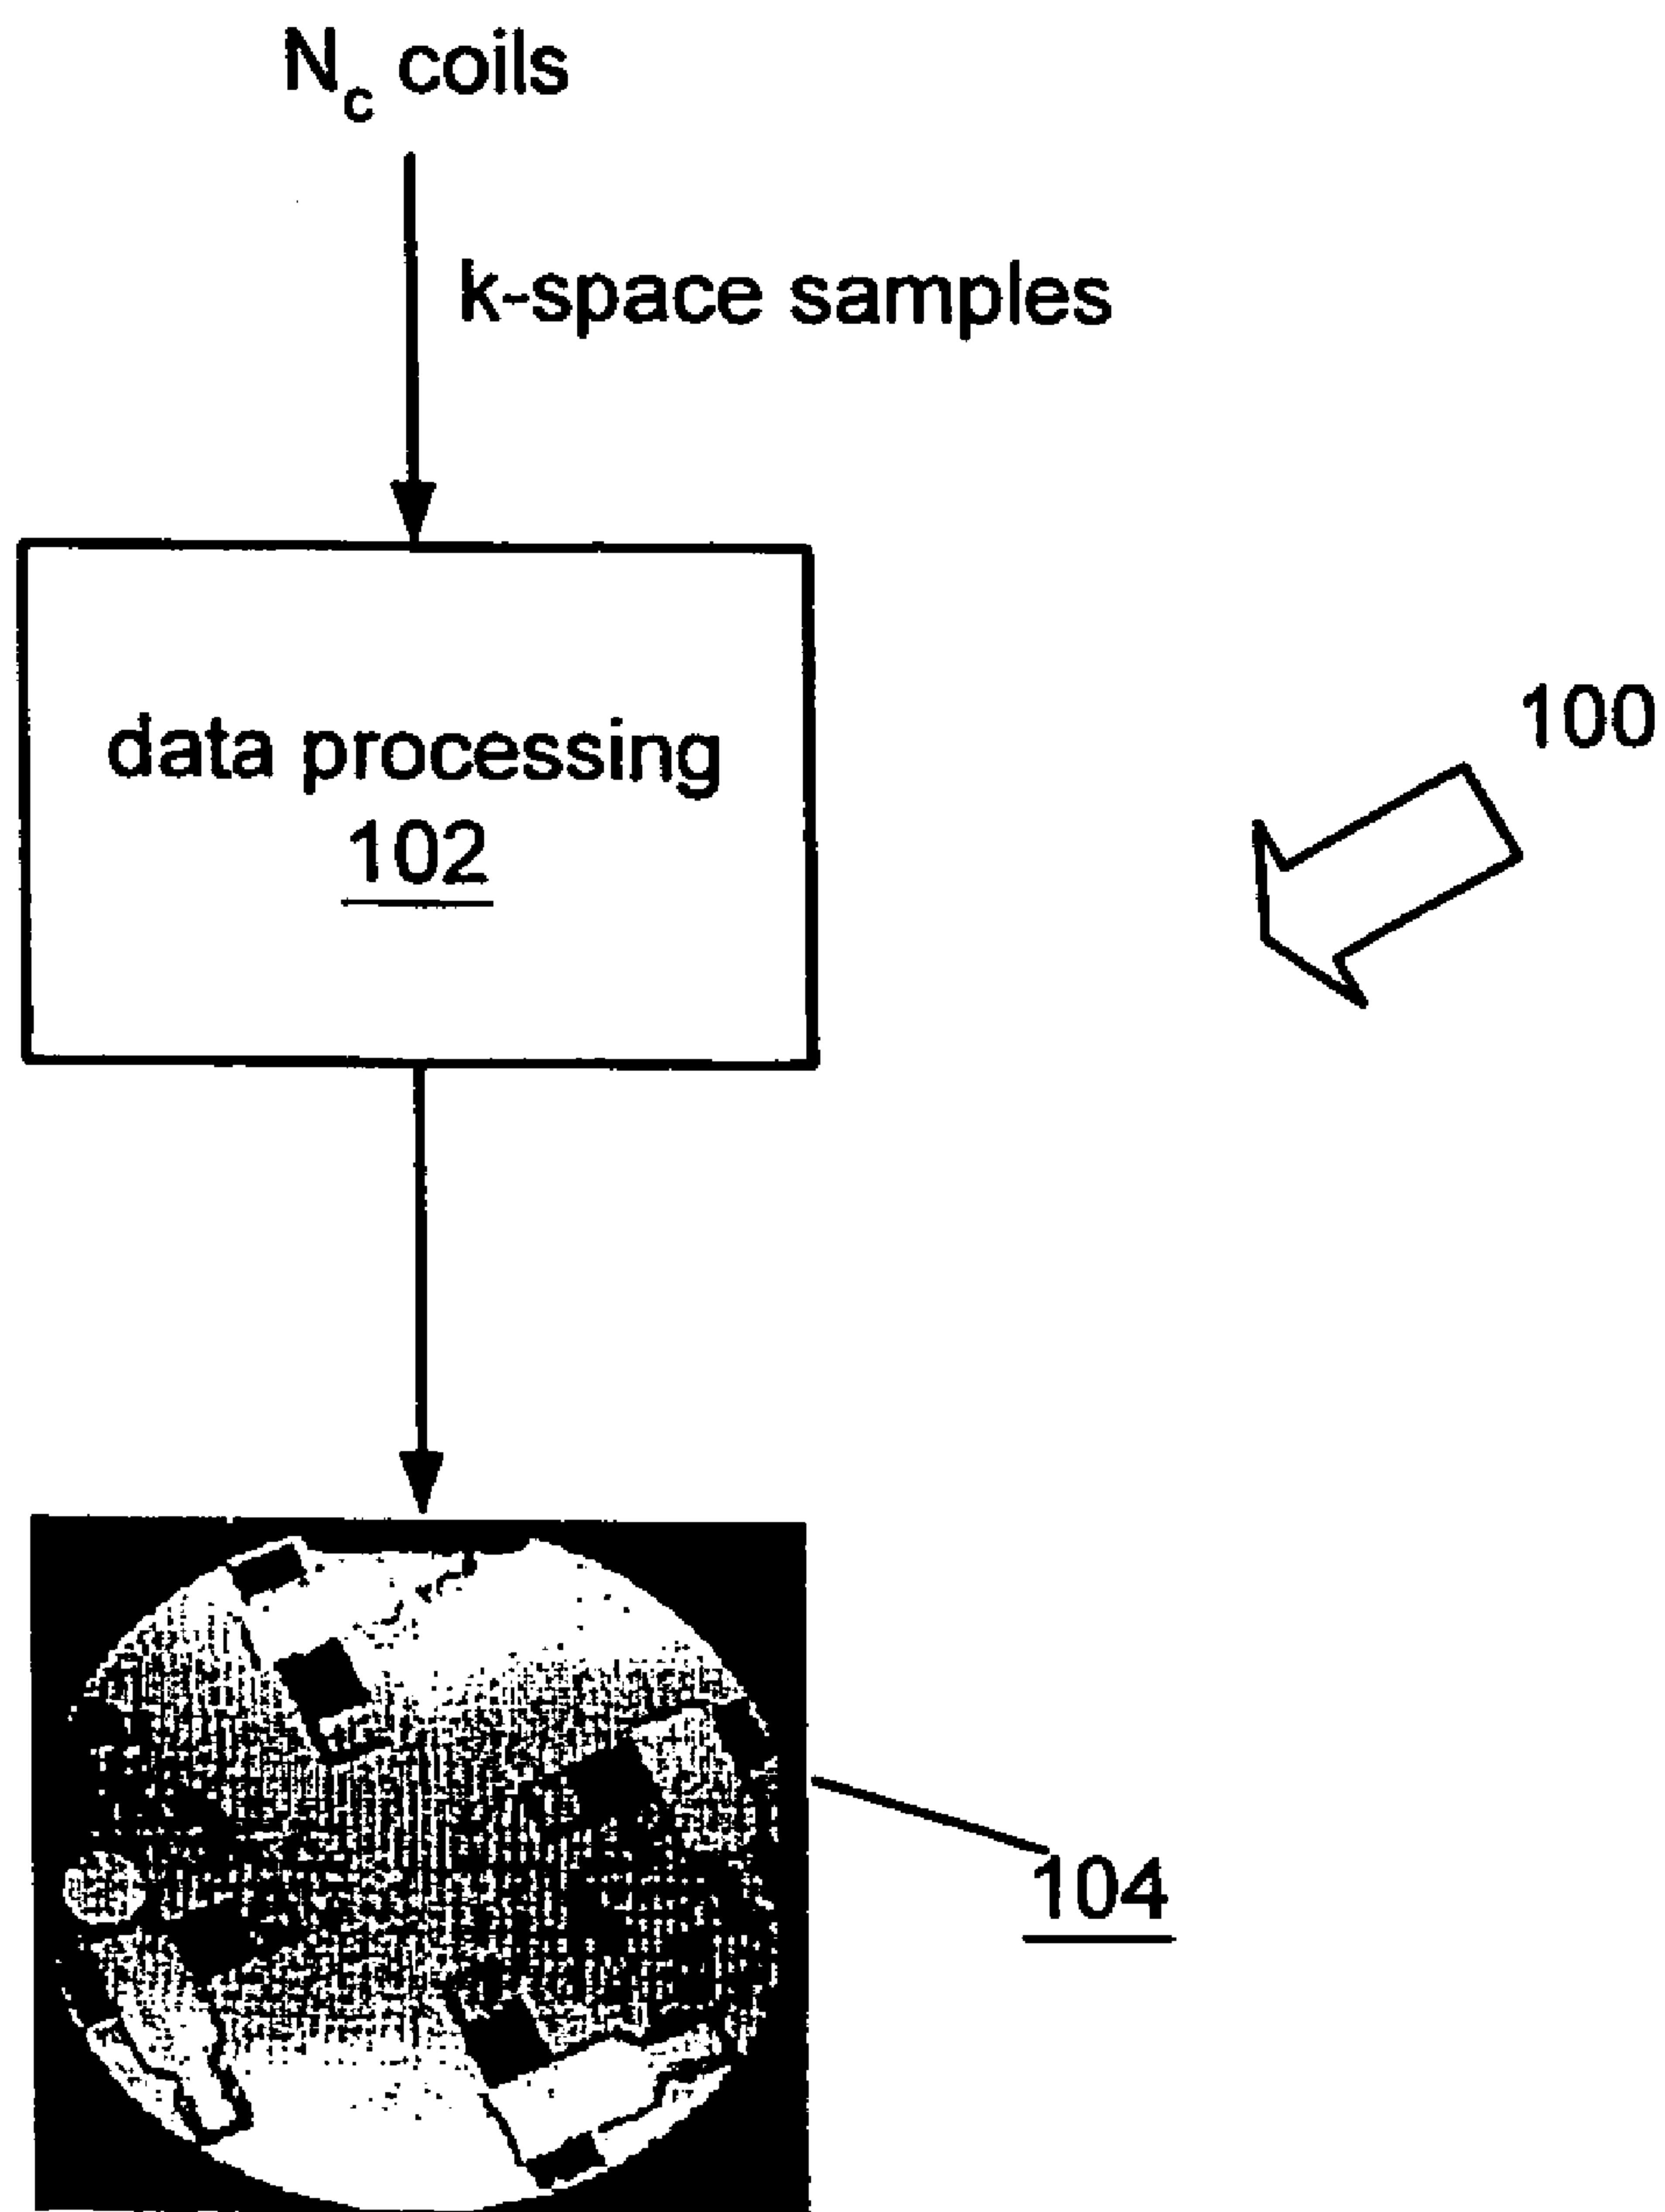 N_c coils
k-space samples
data processing
102
100
104